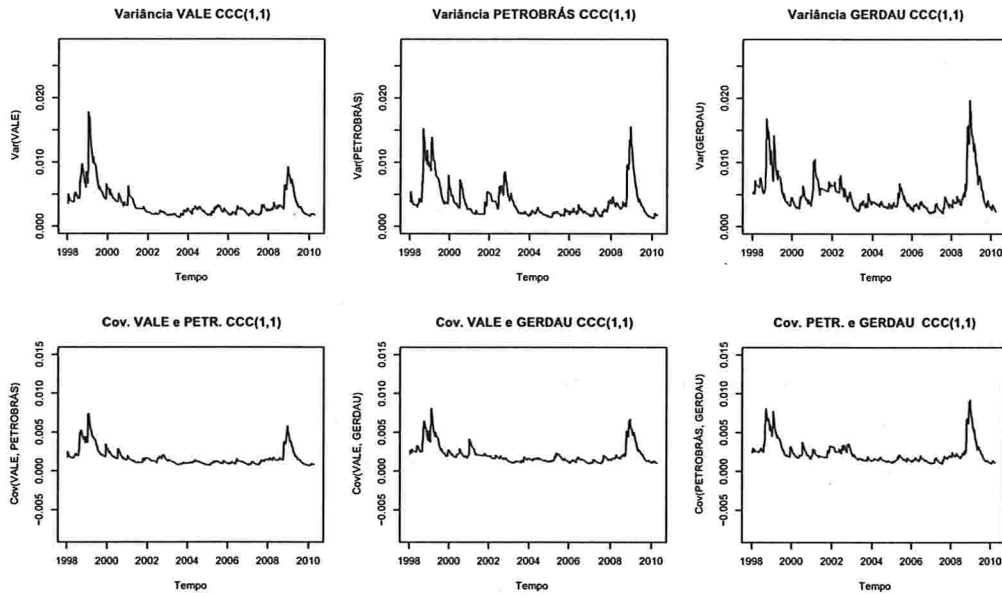 Variância VALE CCC(1,1)
Var(VALE)
0.000
0.010
0.020
1998 2000 2002 2004 2006 2008 2010
Tempo
Variância PETROBRÁS CCC(1,1)
Var(PETROBRÁS)
0.000
0.010
0.020
1998 2000 2002 2004 2006 2008 2010
Tempo
Variância GERDAU CCC(1,1)
Var(GERDAU)
0.000
0.010
0.020
1998 2000 2002 2004 2006 2008 2010
Tempo
Cov. VALE e PETR. CCC(1,1)
Cov(VALE, PETROBRÁS)
-0.005
0.000
0.005
0.010
0.015
1998 2000 2002 2004 2006 2008 2010
Tempo
Cov. VALE e GERDAU CCC(1,1)
Cov(VALE, GERDAU)
-0.005
0.000
0.005
0.010
0.015
1998 2000 2002 2004 2006 2008 2010
Tempo
Cov. PETR. e GERDAU CCC(1,1)
Cov(PETROBRÁS, GERDAU)
-0.005
0.000
0.005
0.010
0.015
1998 2000 2002 2004 2006 2008 2010
Tempo